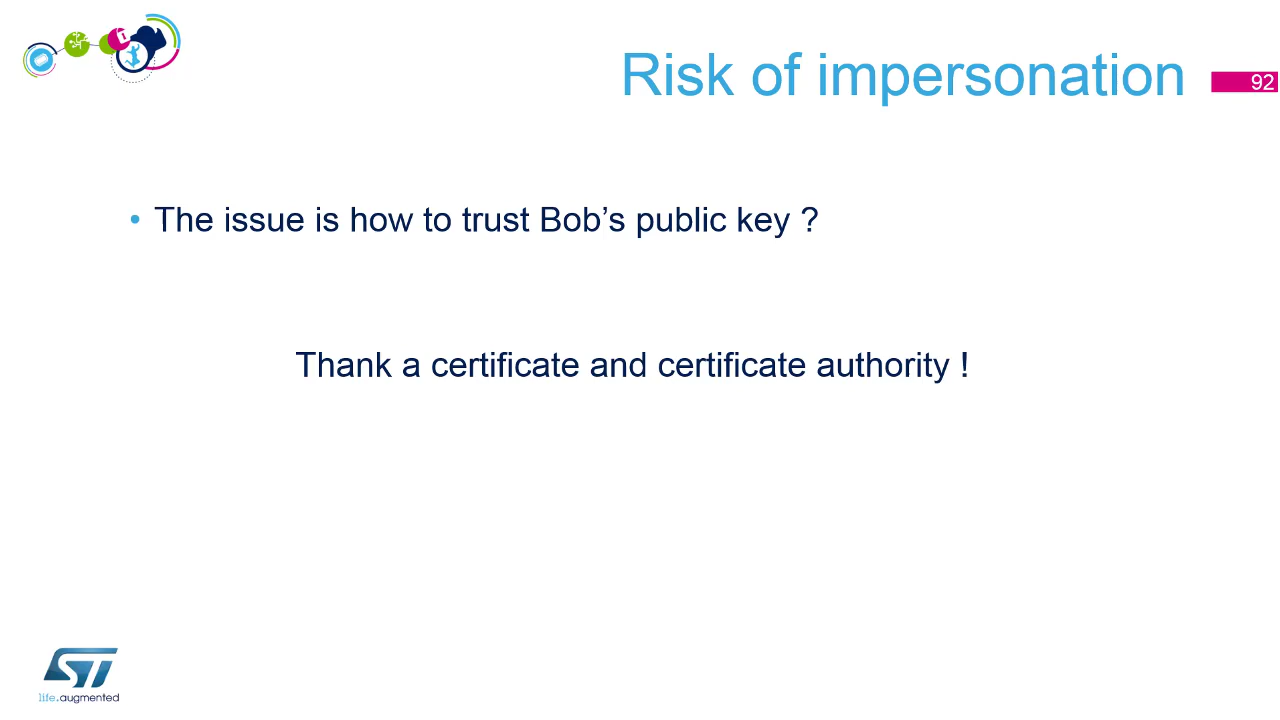 Risk of impersonation
92
• The issue is how to trust Bob’s public key ?
Thank a certificate and certificate authority !
ST
life.augmented